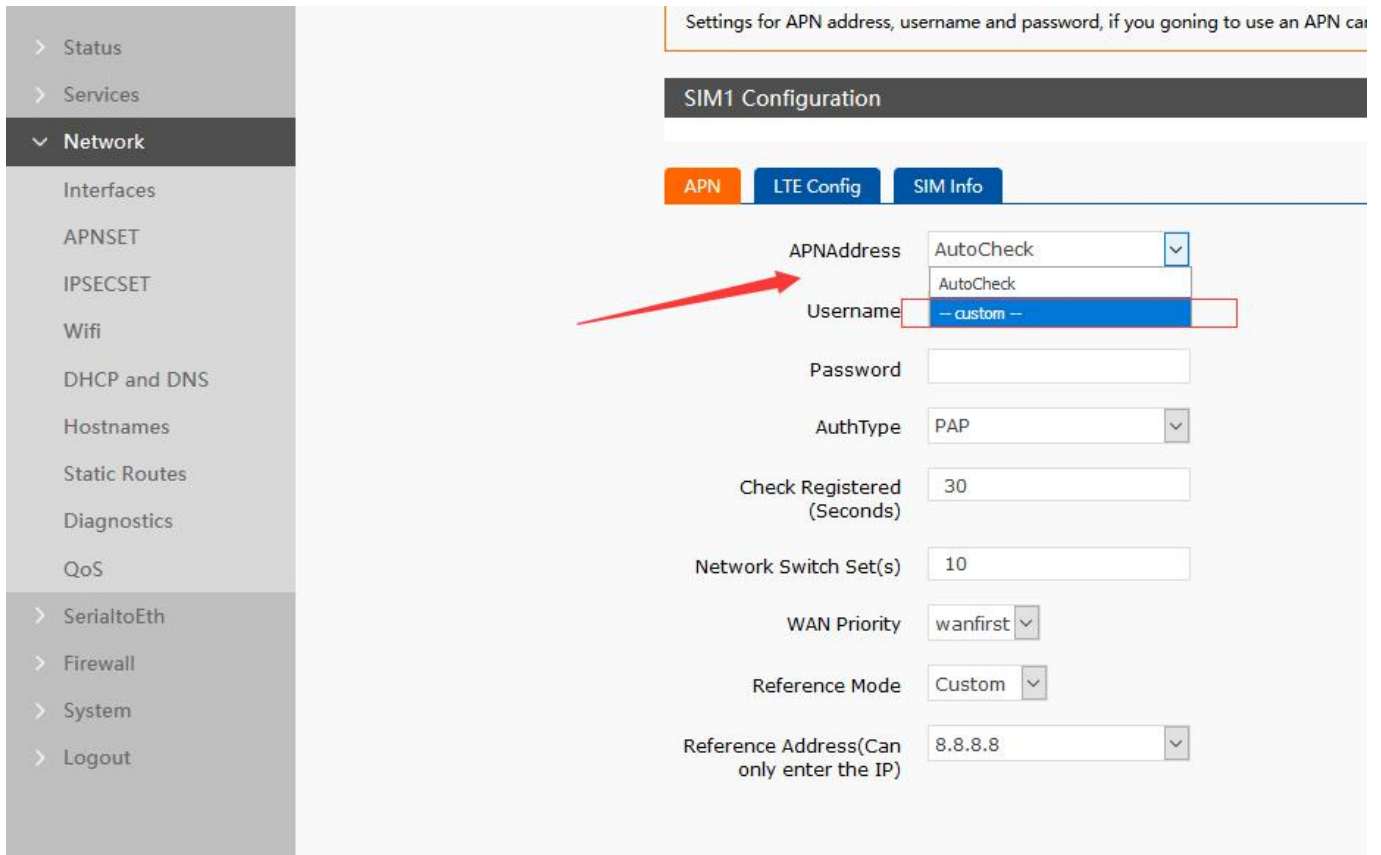 Settings for APN address, username and password, if you goning to use an APN car
Status
Services
Network
Interfaces
APNSET
IPSECSET
Wifi
DHCP and DNS
Hostnames
Static Routes
Diagnostics
QoS
SerialtoEth
Firewall
System
Logout
SIM1 Configuration
APN
LTE Config
SIM Info
APNAddress
AutoCheck
AutoCheck
-- custom --
Username
Password
AuthType
PAP
Check Registered
(Seconds)
30
Network Switch Set(s)
10
WAN Priority
wanfirst
Reference Mode
Custom
Reference Address(Can
only enter the IP)
8.8.8.8